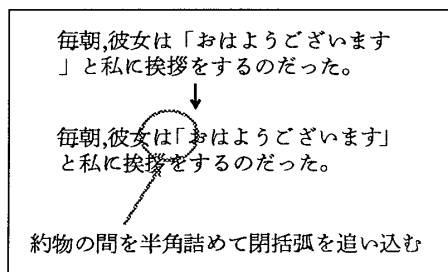 毎朝,彼女は「おはようございます
」と私に挨拶をするのだった。
↓
毎朝,彼女は「おはようございます」
と私に挨拶をするのだった。
約物の間を半角詰めて閉括弧を追い込む